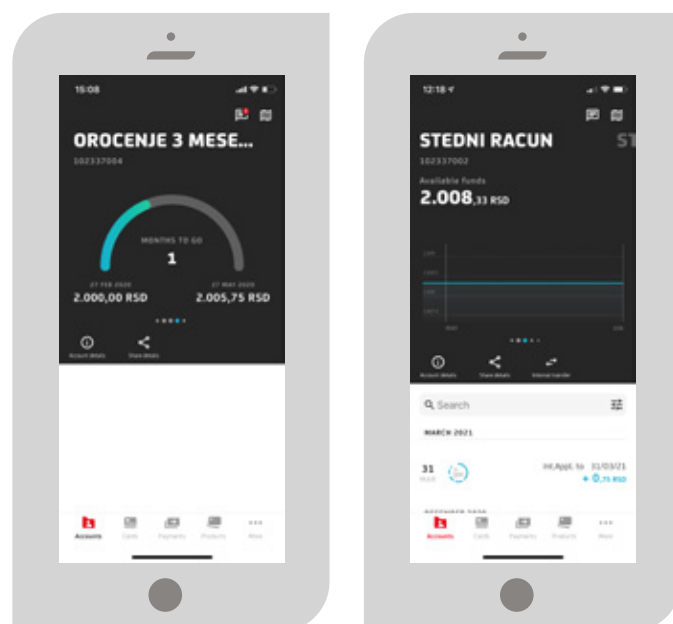 15:08
OROCENJE 3 MESE...
102337004
MONTHS TO GO
1
27 FEB 2020
27 MAY 2020
2.000,00 RSD
2.005,75 RSD
Account details
Share details
Accounts
Cards
Payments
Products
More
12:18
STEDNI RACUN
ST
102337002
Available funds
2.008,33 RSD
Account details
Share details
Internal transfer
Search
MARCH 2021
31
Int.Appl. to 31/03/21
+ 0,75 RSD
DECEMBER 2020
Accounts
Cards
Payments
Products
More